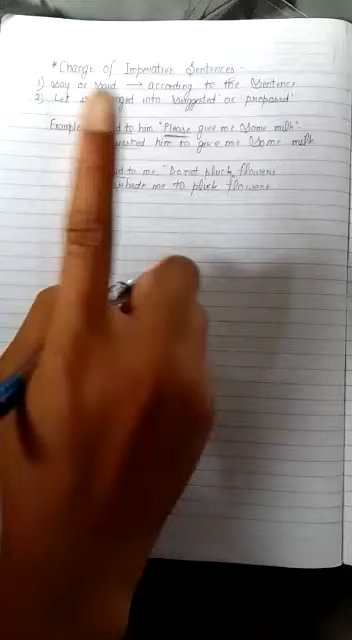 * Change of Imperative Sentences -
1) say or said → according to the sentence
2) Let changed into suggested or proposed
Example to him "Please give me some milk".
him to give me some milk
to me, "Do not pluck flowers"
me to pluck flowers